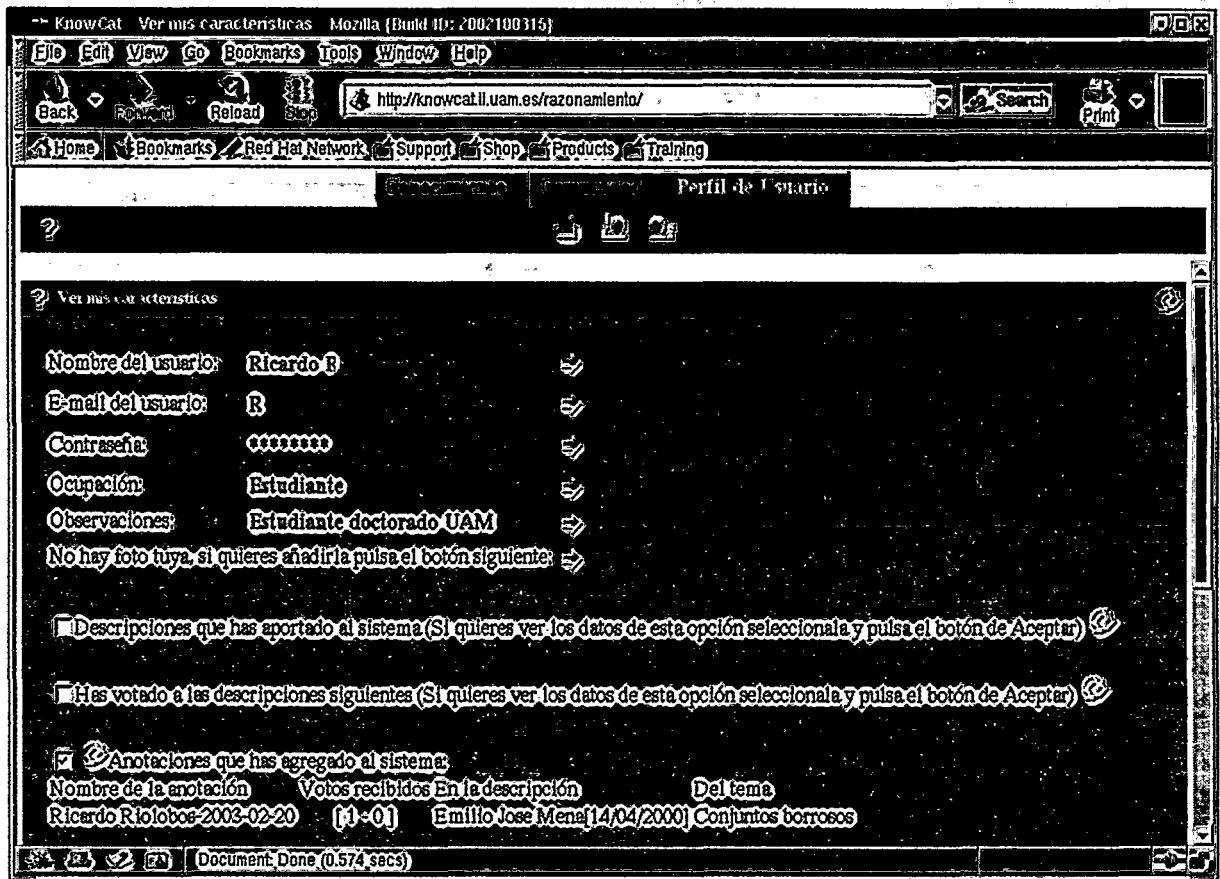 KnowCat Ver mis características Mozilla {Build ID: 2002100315}
File Edit View Go Bookmarks Tools Window Help
Back Forward Reload Stop http://knowcat.ii.uam.es/razonamiento/ Search Print
Home Bookmarks Red Hat Network Support Shop Products Training
Perfil de Usuario
?
? Ver mis características
Nombre del usuario: Ricardo R
E-mail del usuario: R
Contraseña: ********
Ocupación: Estudiante
Observaciones: Estudiante doctorado UAM
No hay foto tuya, si quieres añadirla pulsa el botón siguiente:
Descripciones que has aportado al sistema (Si quieres ver los datos de esta opción seleccionala y pulsa el botón de Aceptar)
Has votado a las descripciones siguientes (Si quieres ver los datos de esta opción seleccionala y pulsa el botón de Aceptar)
Anotaciones que has agregado al sistema:
Nombre de la anotación Votos recibidos En la descripción Del tema
Ricardo Riolobos-2003-02-20 [1+0] Emilio Jose Mena[14/04/2000] Conjuntos borrosos
Document: Done (0.574 secs)